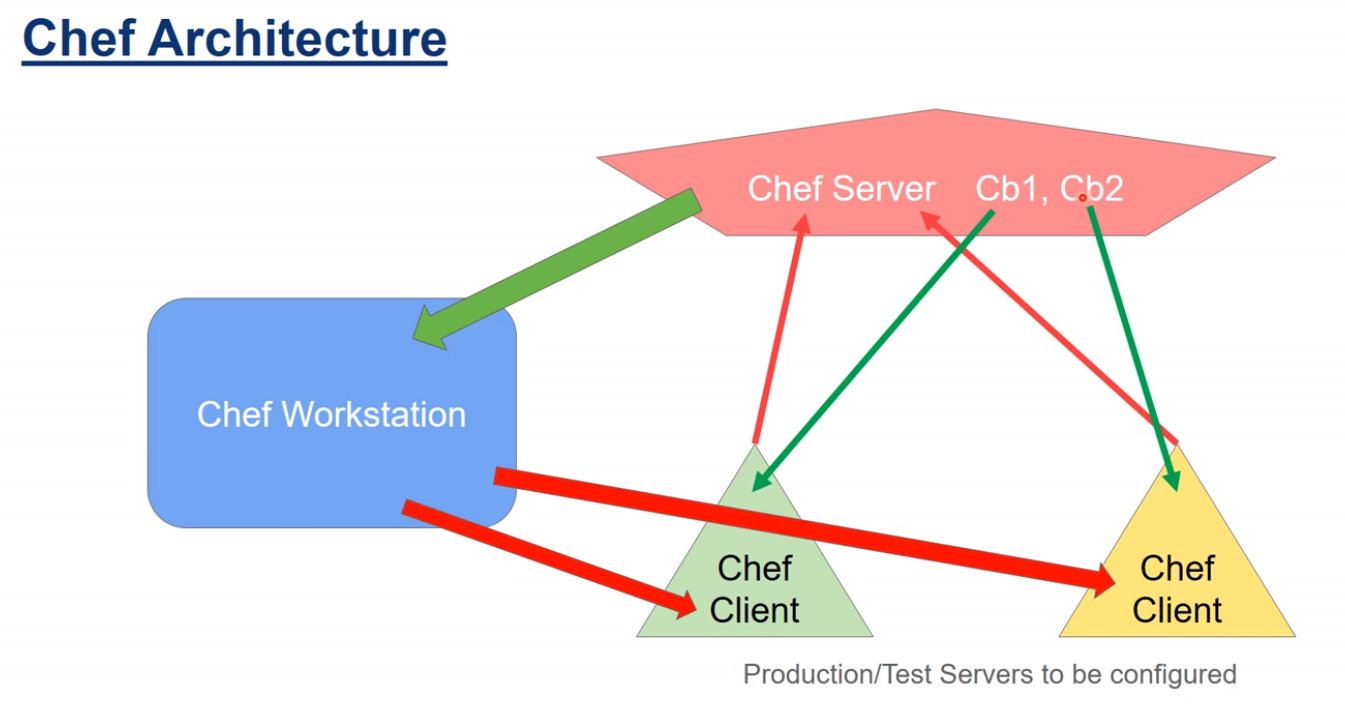 Chef Architecture
Chef Server Cb1, Cb2
Chef Workstation
Chef
Client
Chef
Client
Production/Test Servers to be configured